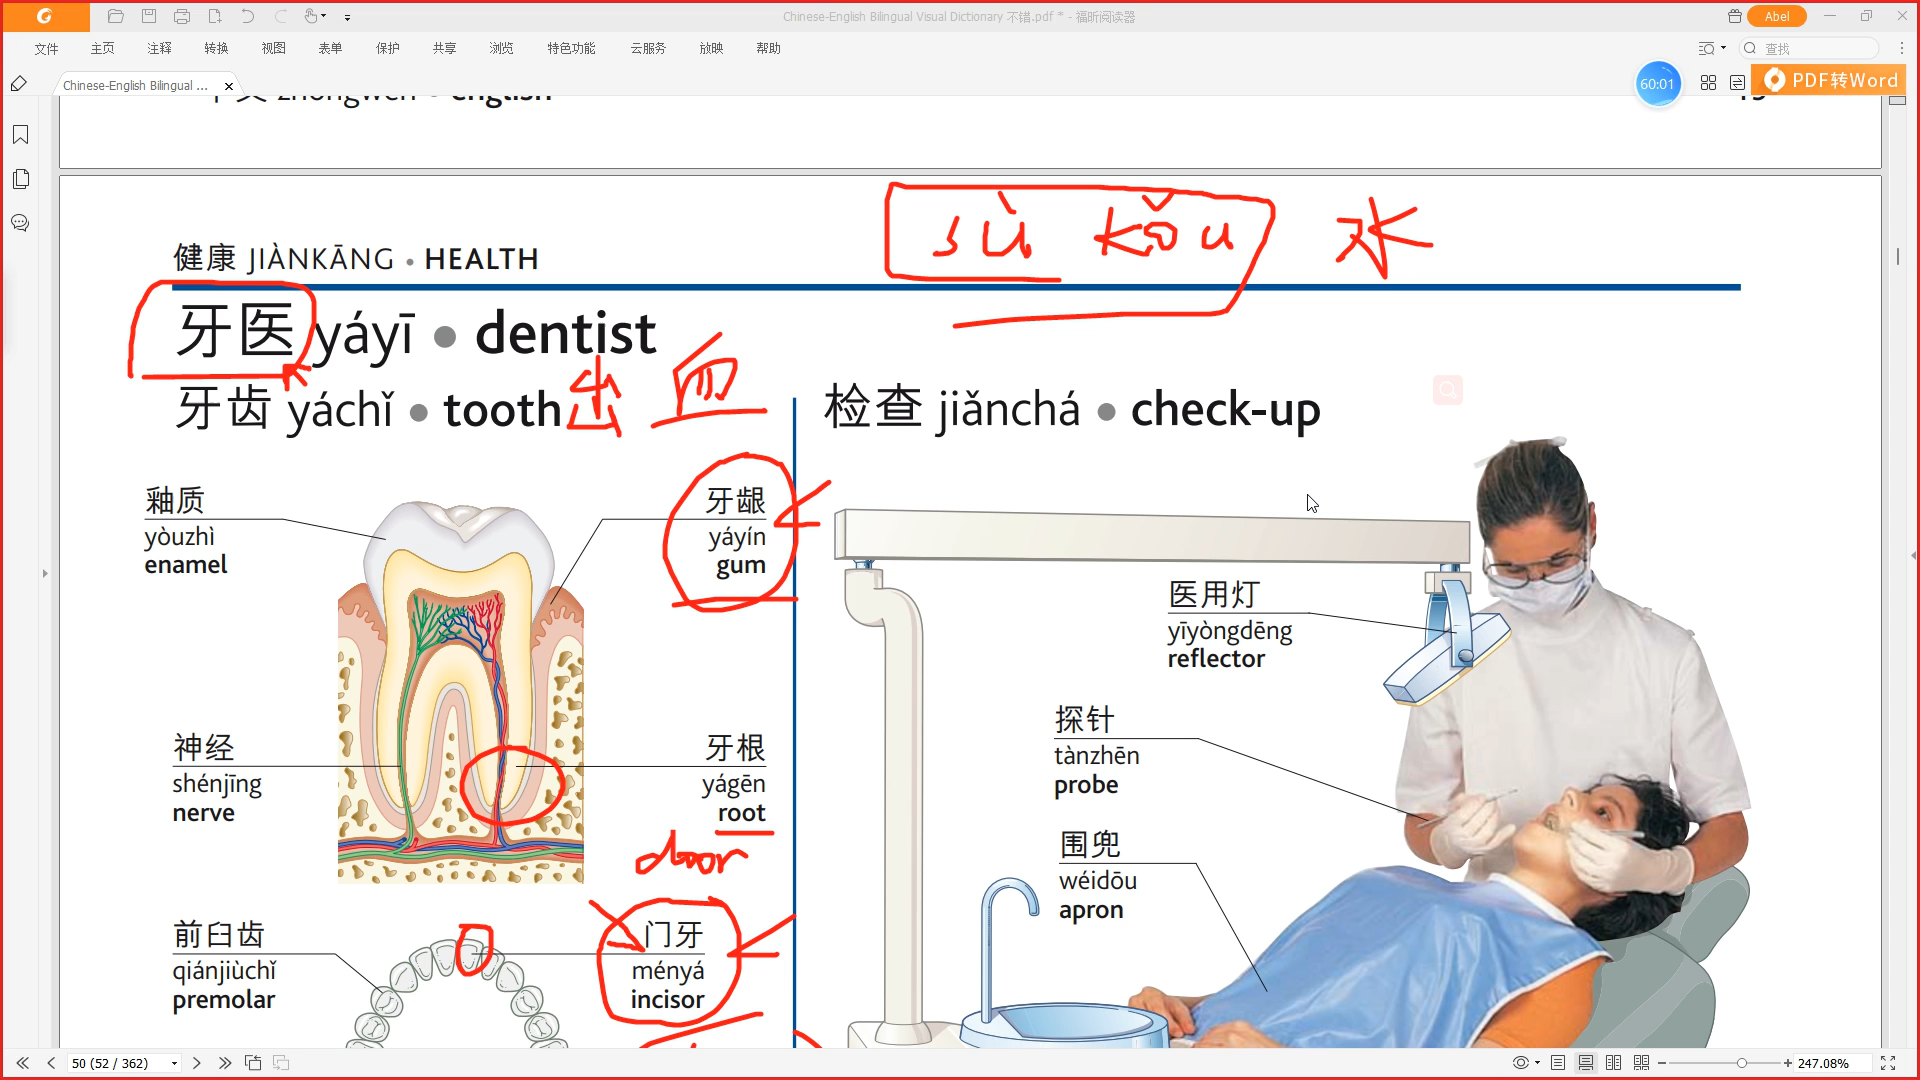 Chinese-English Bilingual Visual Dictionary 不错.pdf * - 福昕阅读器
Abel
文件 主页 注释 转换 视图 表单 保护 共享 浏览 特色功能 云服务 放映 帮助
查找
Chinese-English Bilingual ...
60:01
PDF转Word
中文 zhōngwén • english
健康 JIÀNKĀNG • HEALTH
sù kǒu 水
牙医 yáyī • dentist
出血
牙齿 yáchǐ • tooth
检查 jiǎnchá • check-up
釉质
yòuzhì
enamel
牙龈
yáyín
gum
神经
shénjīng
nerve
牙根
yágēn
root
door
前臼齿
qiánjiùchǐ
premolar
门牙
ményá
incisor
医用灯
yīyòngdēng
reflector
探针
tànzhēn
probe
围兜
wéidōu
apron
50 (52 / 362)
247.08%